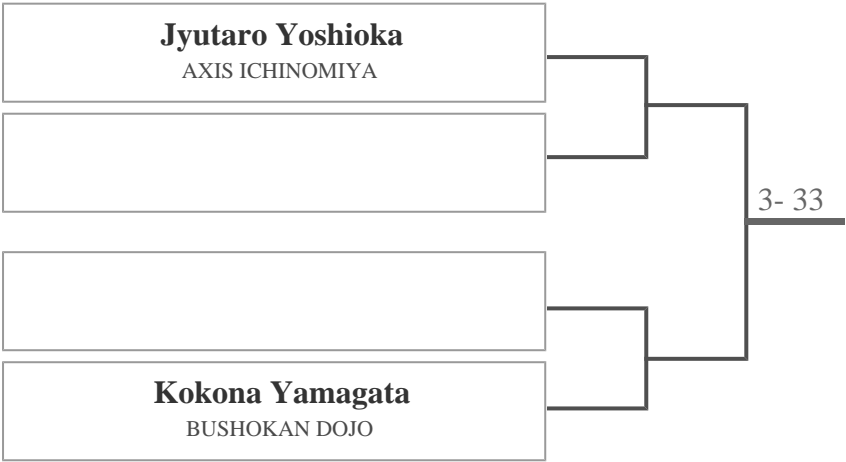 Jyutaro Yoshioka
AXIS ICHINOMIYA
3- 33
Kokona Yamagata
BUSHOKAN DOJO